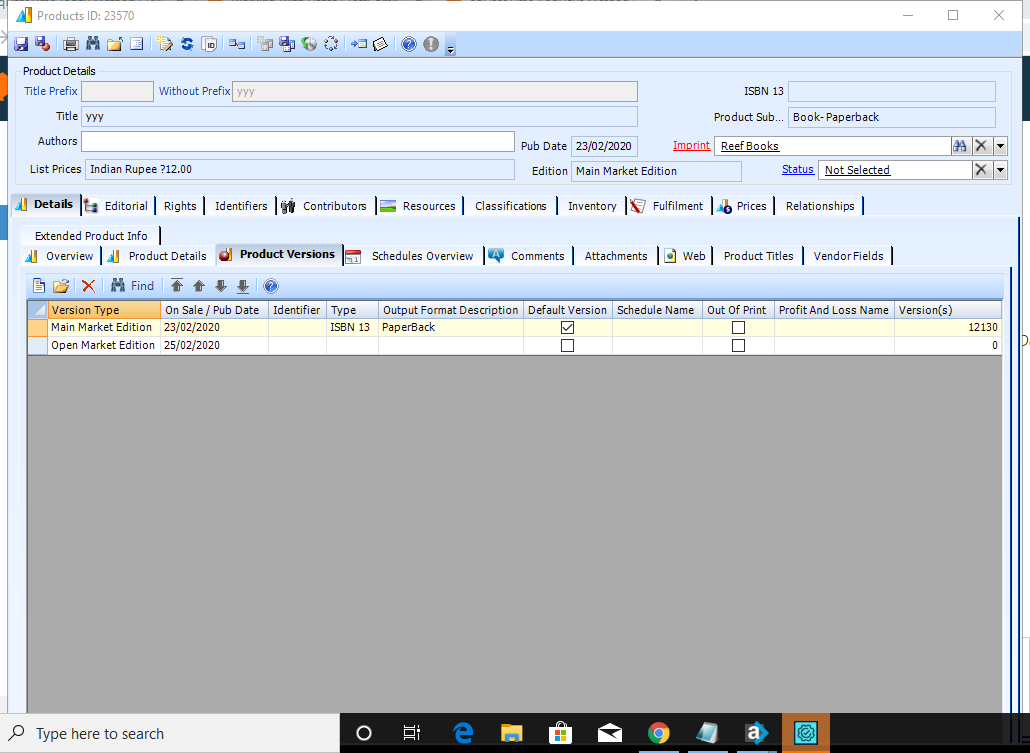 Products ID: 23570
Product Details
Title Prefix Without Prefix yyy ISBN 13
Title yyy Product Sub... Book- Paperback
Authors Pub Date 23/02/2020 Imprint Reef Books
List Prices Indian Rupee ?12.00 Edition Main Market Edition Status Not Selected
Details Editorial Rights Identifiers Contributors Resources Classifications Inventory Fulfilment Prices Relationships
Extended Product Info
Overview Product Details Product Versions Schedules Overview Comments Attachments Web Product Titles Vendor Fields
Find
Version Type On Sale / Pub Date Identifier Type Output Format Description Default Version Schedule Name Out Of Print Profit And Loss Name Version(s)
Main Market Edition 23/02/2020 ISBN 13 PaperBack 12130
Open Market Edition 25/02/2020 0
Type here to search